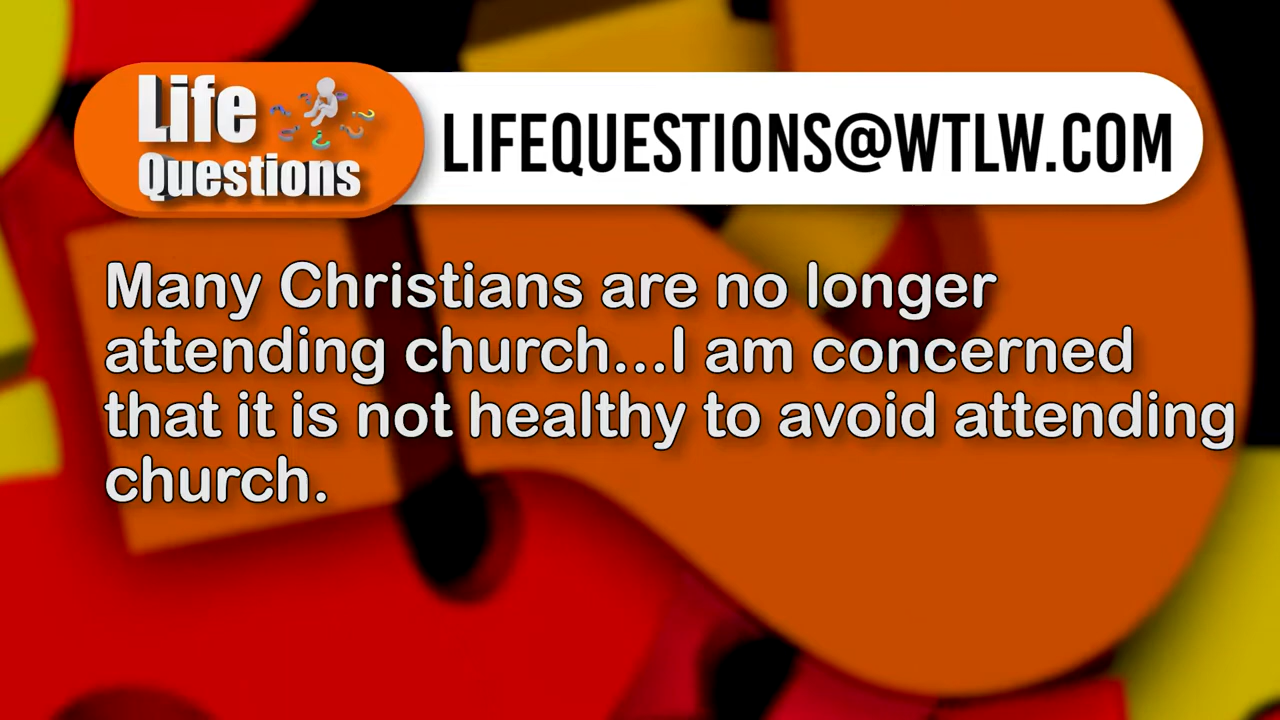 Life
Questions
LIFEQUESTIONS@WTLW.COM
Many Christians are no longer
attending church...I am concerned
that it is not healthy to avoid attending
church.